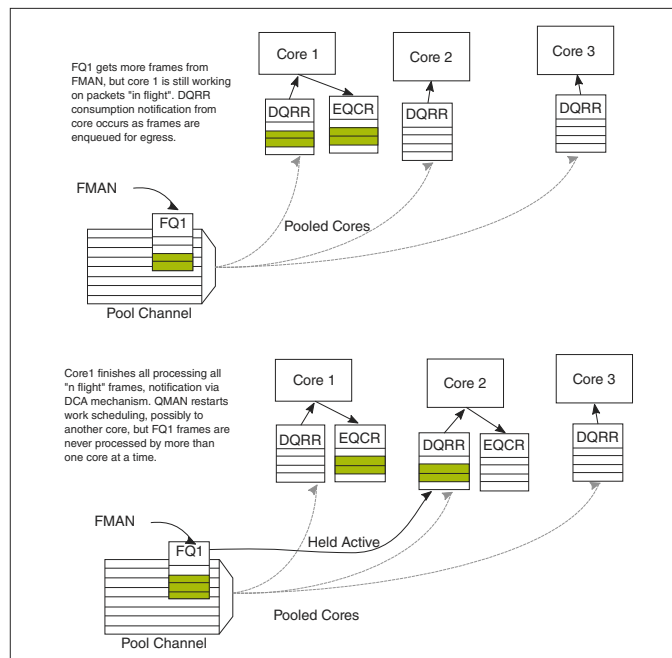 FQ1 gets more frames from
FMAN, but core 1 is still working
on packets "in flight". DQRR
consumption notification from
core occurs as frames are
enqueued for egress.
Core 1
Core 2
Core 3
DQRR
EQCR
DQRR
DQRR
FMAN
FQ1
Pooled Cores
Pool Channel
Core1 finishes all processing all
"n flight" frames, notification via
DCA mechanism. QMAN restarts
work scheduling, possibly to
another core, but FQ1 frames are
never processed by more than
one core at a time.
Core 1
Core 2
Core 3
DQRR
EQCR
DQRR
EQCR
DQRR
FMAN
FQ1
Held Active
Pooled Cores
Pool Channel